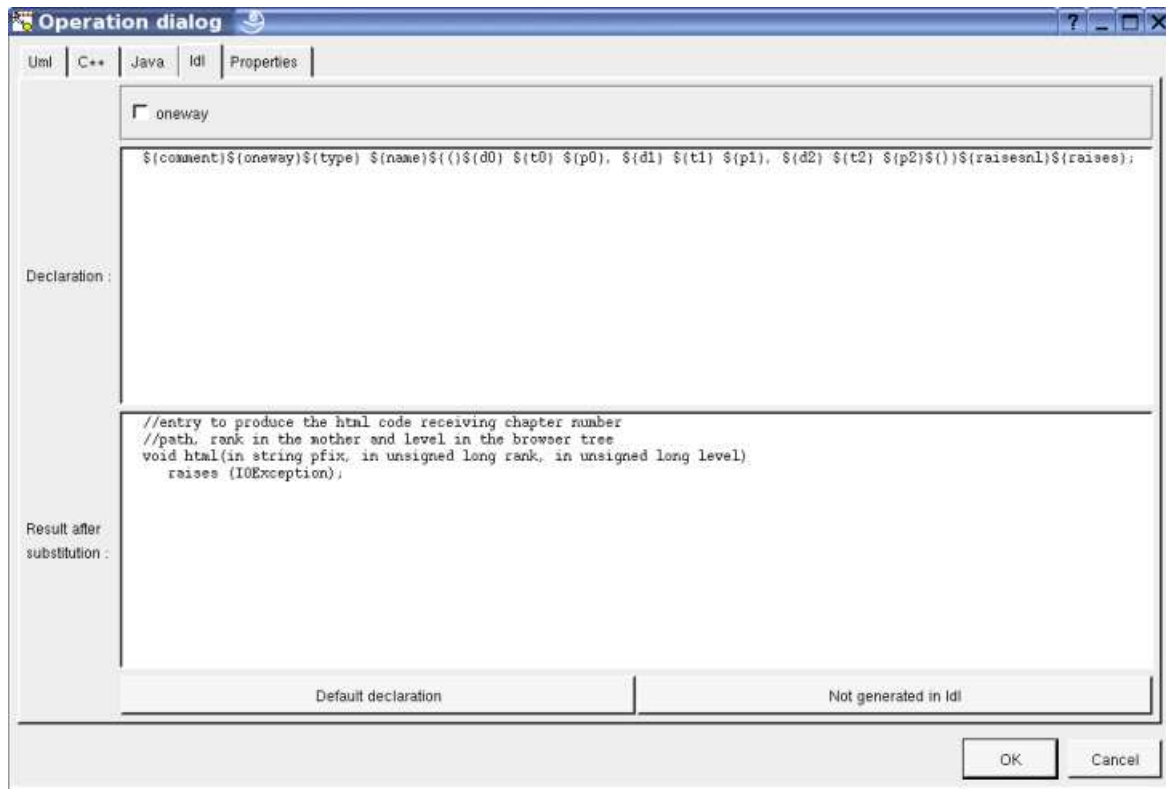 Operation dialog
Uml C++ Java Idl Properties
oneway
${comment}${oneway}${type} ${name}${(}${d0} ${t0} ${p0}, ${d1} ${t1} ${p1}, ${d2} ${t2} ${p2}${)}${raisesnl}${raises};
Declaration :
//entry to produce the html code receiving chapter number
//path, rank in the mother and level in the browser tree
void html(in string pfix, in unsigned long rank, in unsigned long level)
raises (IOException);
Result after
substitution :
Default declaration Not generated in Idl
OK Cancel